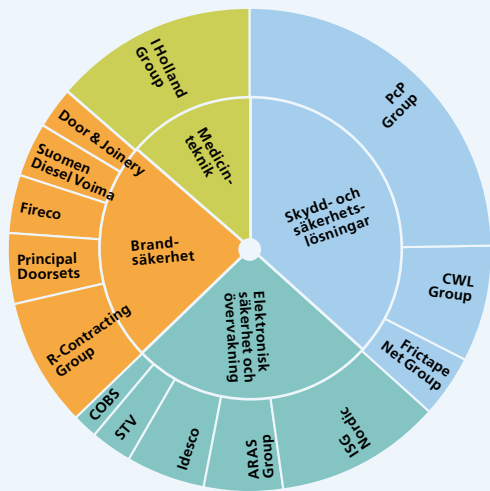 PcP
Group
CWL
Group
Frictape
Net Group
Skydd- och
säkerhets-
lösningar
ISG
Nordic
ARAS
Group
Idesco
STV
COBS
Elektronisk
säkerhet och
övervakning
R-Contracting
Group
Principal
Doorsets
Fireco
Suomen
Diesel Voima
Door & Joinery
Brand-
säkerhet
I Holland
Group
Medicin-
teknik